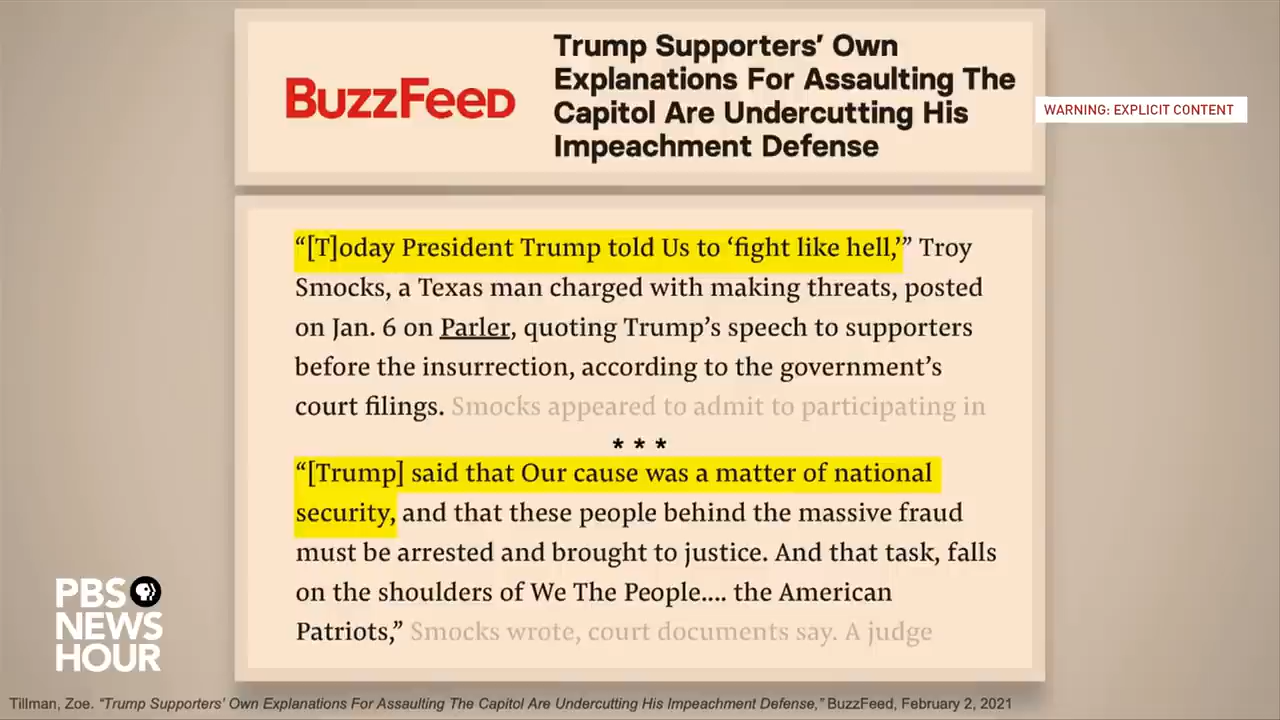 BuzzFeed
Trump Supporters’ Own
Explanations For Assaulting The
Capitol Are Undercutting His
Impeachment Defense
WARNING: EXPLICIT CONTENT
“[T]oday President Trump told Us to ‘fight like hell,’” Troy
Smocks, a Texas man charged with making threats, posted
on Jan. 6 on Parler, quoting Trump’s speech to supporters
before the insurrection, according to the government’s
court filings. Smocks appeared to admit to participating in
* * *
“[Trump] said that Our cause was a matter of national
security, and that these people behind the massive fraud
must be arrested and brought to justice. And that task, falls
on the shoulders of We The People.... the American
Patriots,” Smocks wrote, court documents say. A judge
PBS
NEWS
HOUR
Tillman, Zoe. “Trump Supporters’ Own Explanations For Assaulting The Capitol Are Undercutting His Impeachment Defense,” BuzzFeed, February 2, 2021